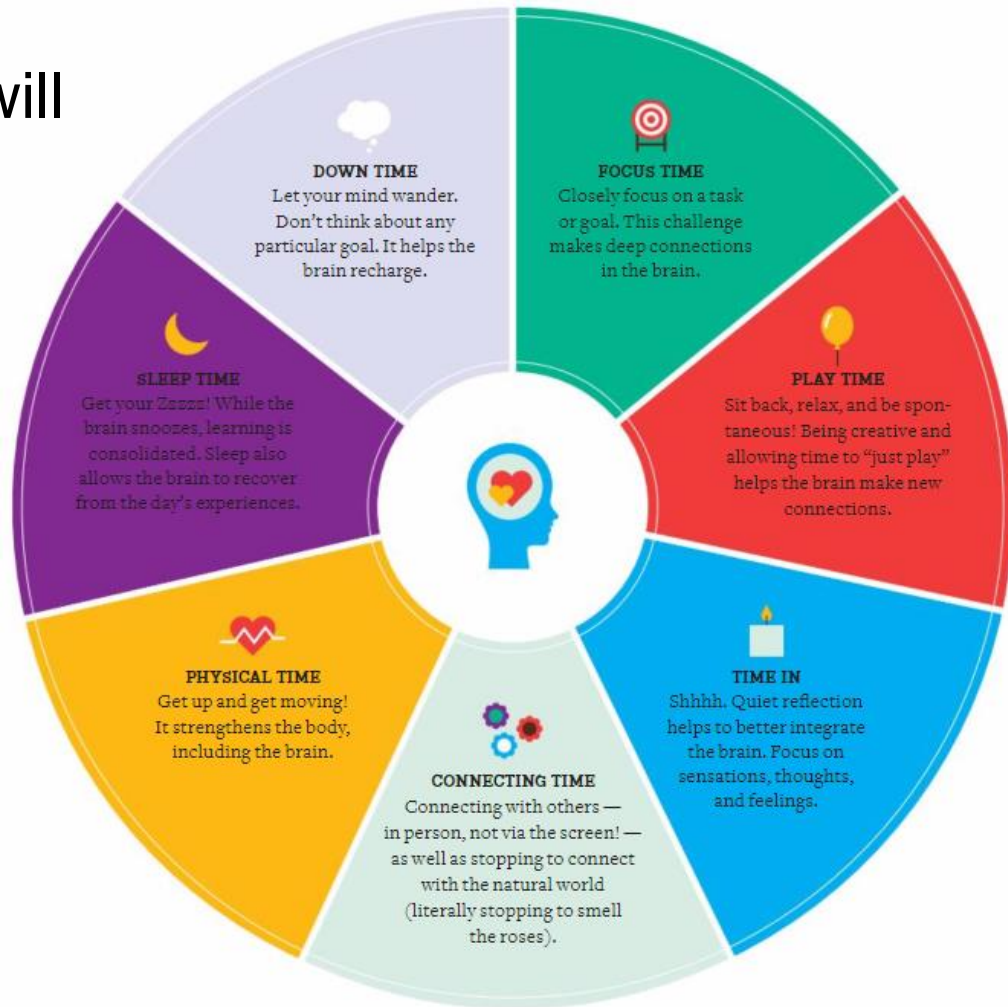 will
DOWN TIME
Let your mind wander.
Don't think about any
particular goal. It helps the
brain recharge.
FOCUS TIME
Closely focus on a task
or goal. This challenge
makes deep connections
in the brain.
PLAY TIME
Sit back, relax, and be spon-
taneous! Being creative and
allowing time to “just play”
helps the brain make new
connections.
TIME IN
Shhhh. Quiet reflection
helps to better integrate
the brain. Focus on
sensations, thoughts,
and feelings.
CONNECTING TIME
Connecting with others —
in person, not via the screen! —
as well as stopping to connect
with the natural world
(literally stopping to smell
the roses).
PHYSICAL TIME
Get up and get moving!
It strengthens the body,
including the brain.
SLEEP TIME
Get your Zzzzz! While the
brain snoozes, learning is
consolidated. Sleep also
allows the brain to recover
from the day's experiences.